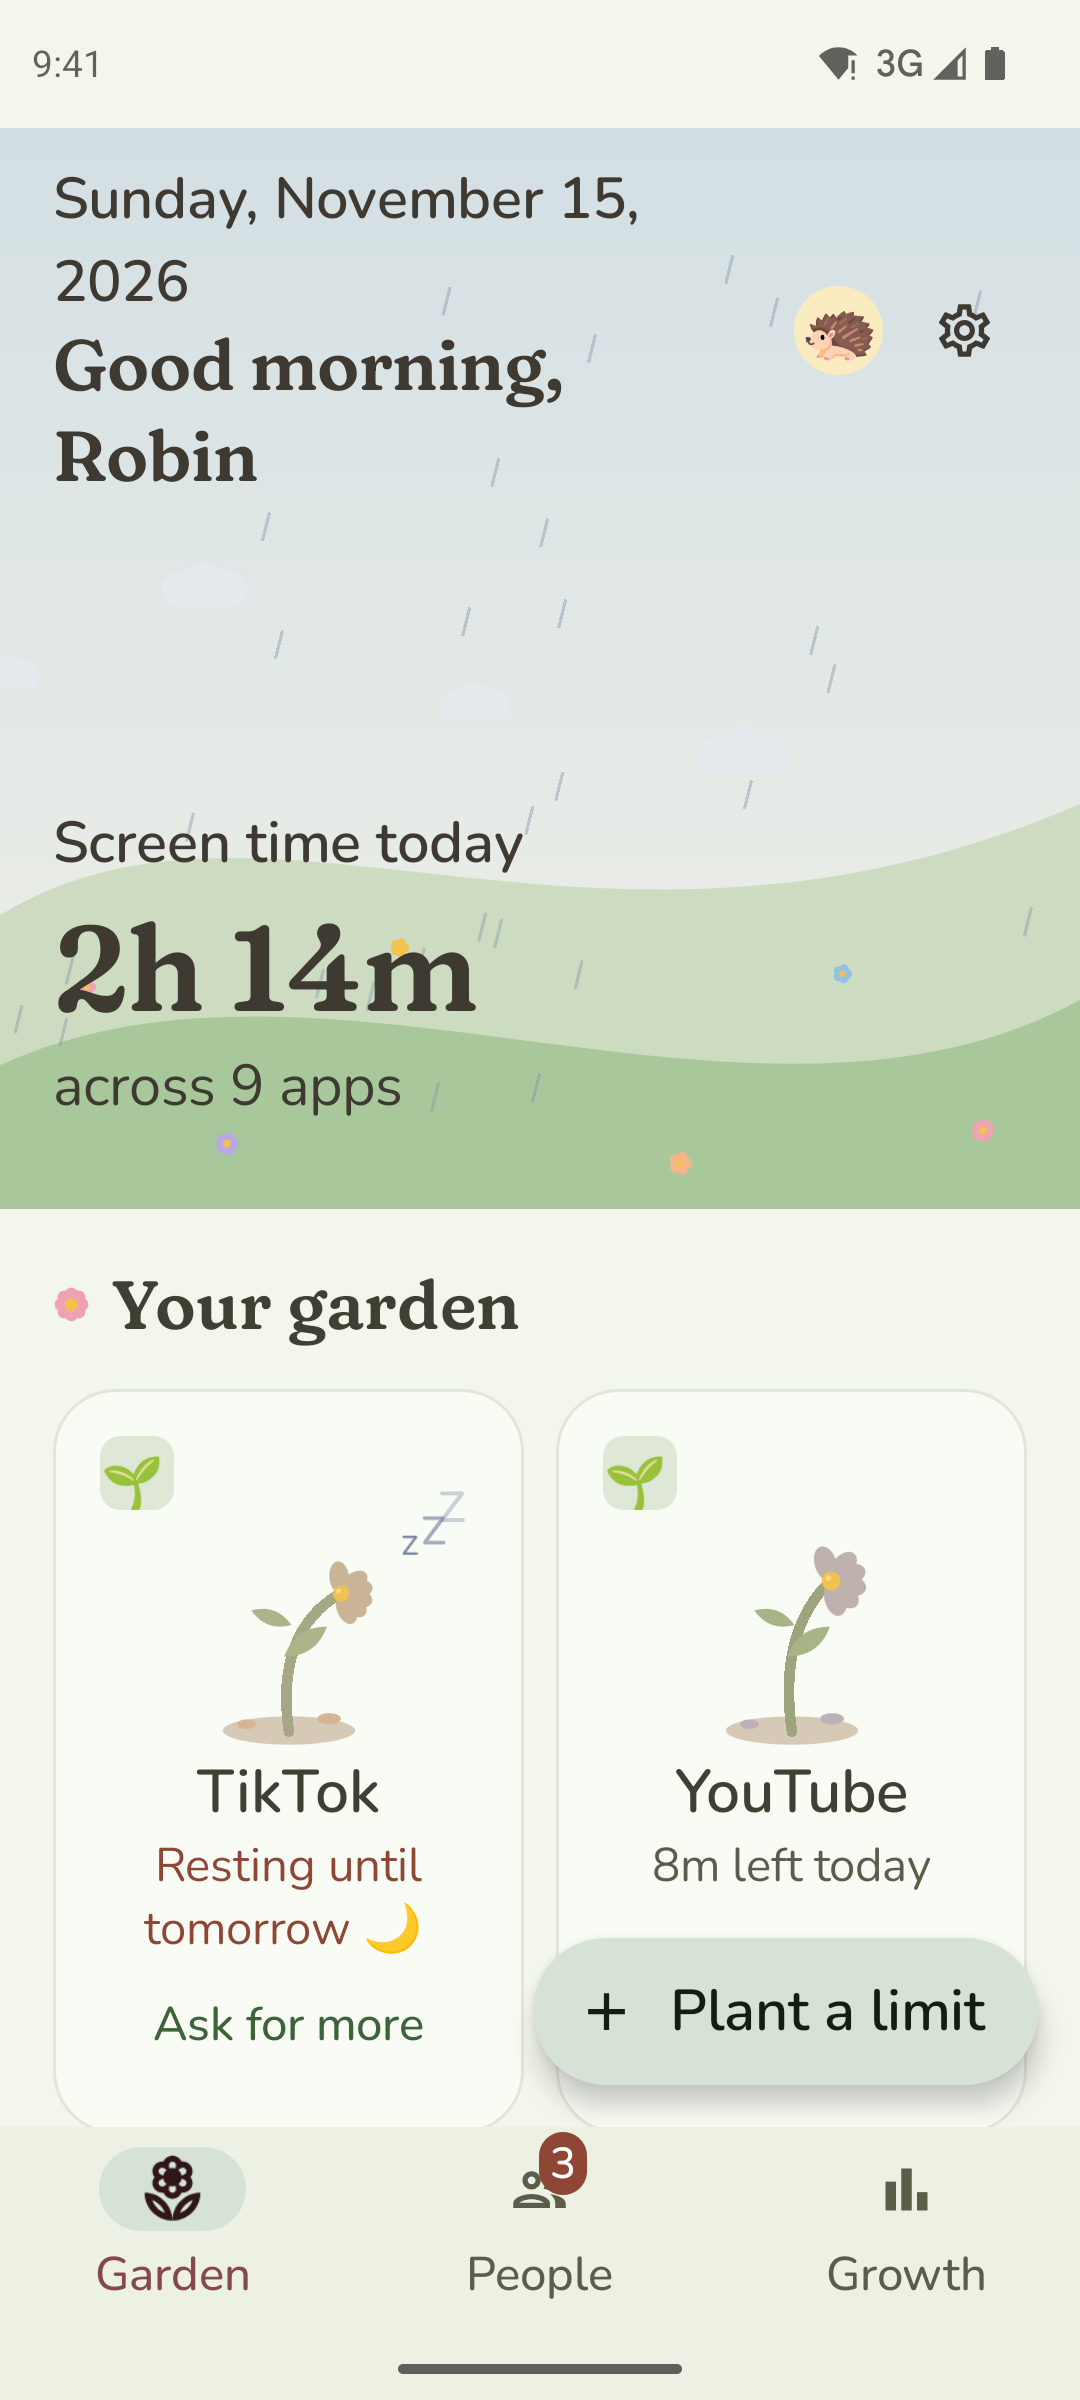 9:41
3G
Sunday, November 15,
2026
Good morning,
Robin
Screen time today
2h 14m
across 9 apps
Your garden
z Z Z
TikTok
Resting until
tomorrow 🌙
Ask for more
YouTube
8m left today
+ Plant a limit
3
Garden
People
Growth